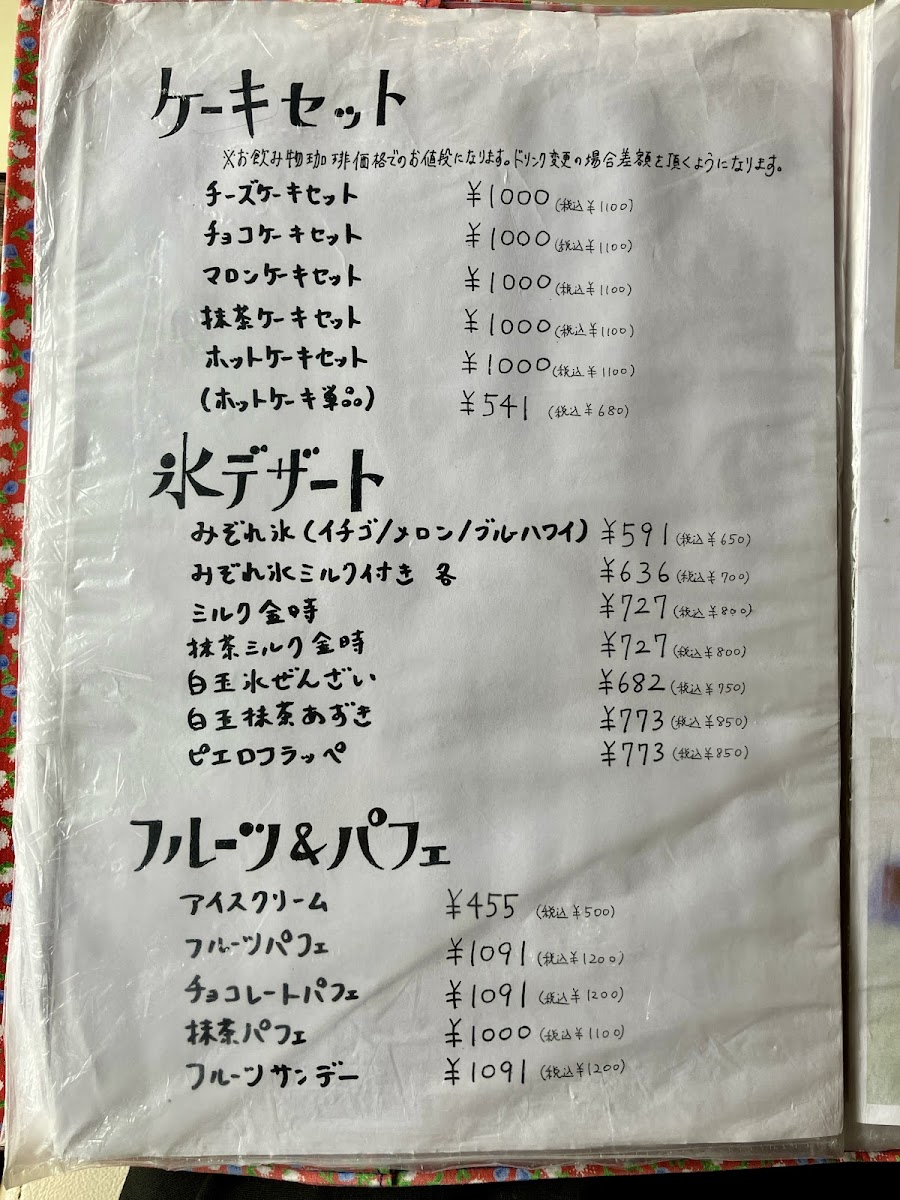 ケーキセット
※お飲み物珈琲価格でのお値段になります。ドリンク変更の場合差額を頂くようになります。
チーズケーキセット ¥1000(税込¥1100)
チョコケーキセット ¥1000(税込¥1100)
マロンケーキセット ¥1000(税込¥1100)
抹茶ケーキセット ¥1000(税込¥1100)
ホットケーキセット ¥1000(税込¥1100)
(ホットケーキ単品) ¥541 (税込¥680)
氷デザート
みぞれ氷(イチゴ/メロン/ブルーハワイ) ¥591(税込¥650)
みぞれ氷ミルク付き 各 ¥636(税込¥700)
ミルク金時 ¥727(税込¥800)
抹茶ミルク金時 ¥727(税込¥800)
白玉氷ぜんざい ¥682(税込¥750)
白玉抹茶あずき ¥773(税込¥850)
ピエロフラッペ ¥773(税込¥850)
フルーツ&パフェ
アイスクリーム ¥455 (税込¥500)
フルーツパフェ ¥1091(税込¥1200)
チョコレートパフェ ¥1091(税込¥1200)
抹茶パフェ ¥1000(税込¥1100)
フルーツサンデー ¥1091(税込¥1200)